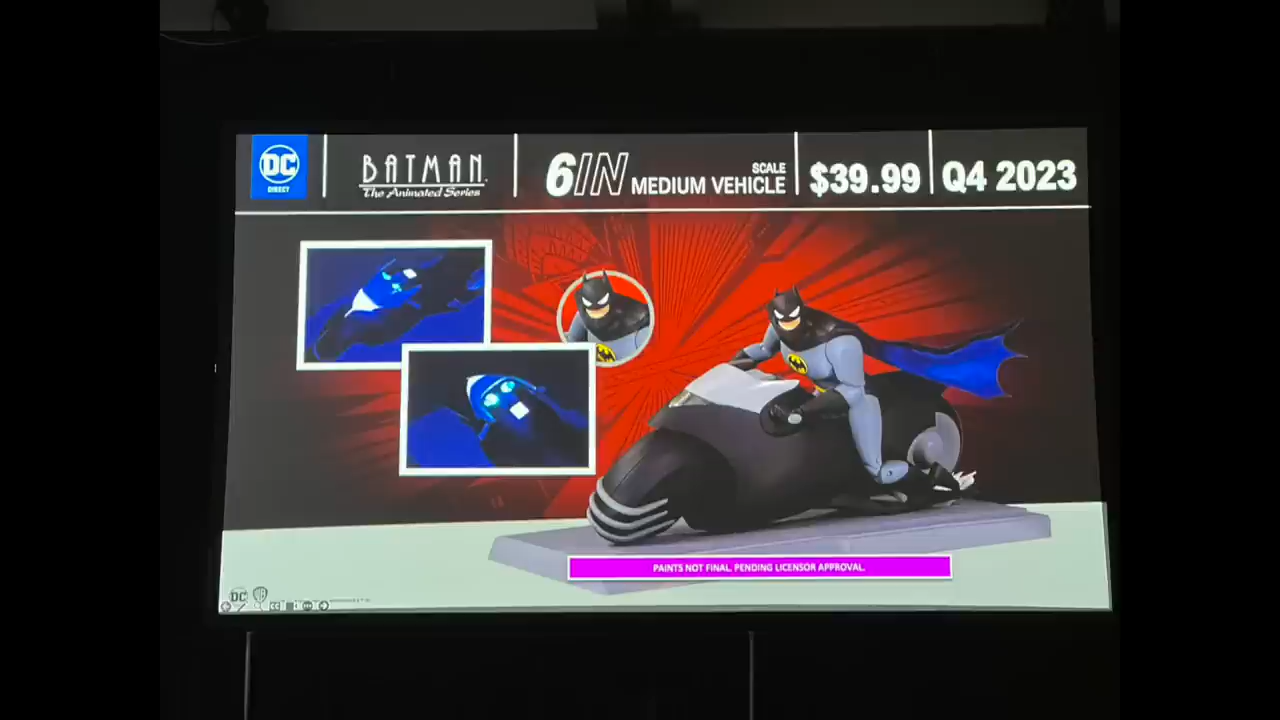 DC
DIRECT
BATMAN
The Animated Series
6IN
SCALE
MEDIUM VEHICLE
$39.99
Q4 2023
PAINTS NOT FINAL, PENDING LICENSOR APPROVAL.
DC